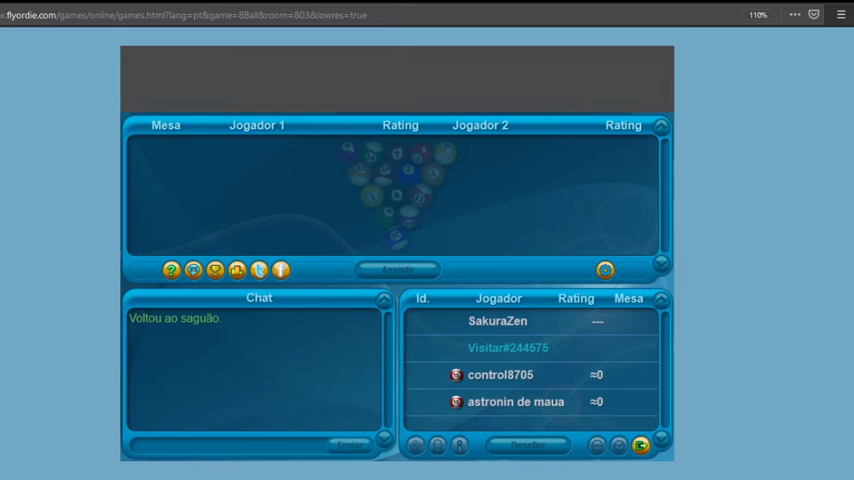 w.flyordie.com/games/online/games.html?lang=pt&game=88all&room=803&lowres=true
110%
Mesa Jogador 1 Rating Jogador 2 Rating
Assistir
Chat
Voltou ao saguão.
Enviar
Id. Jogador Rating Mesa
SakuraZen ---
Visitar#244575
control8705 ≈0
astronin de maua ≈0
Desafiar